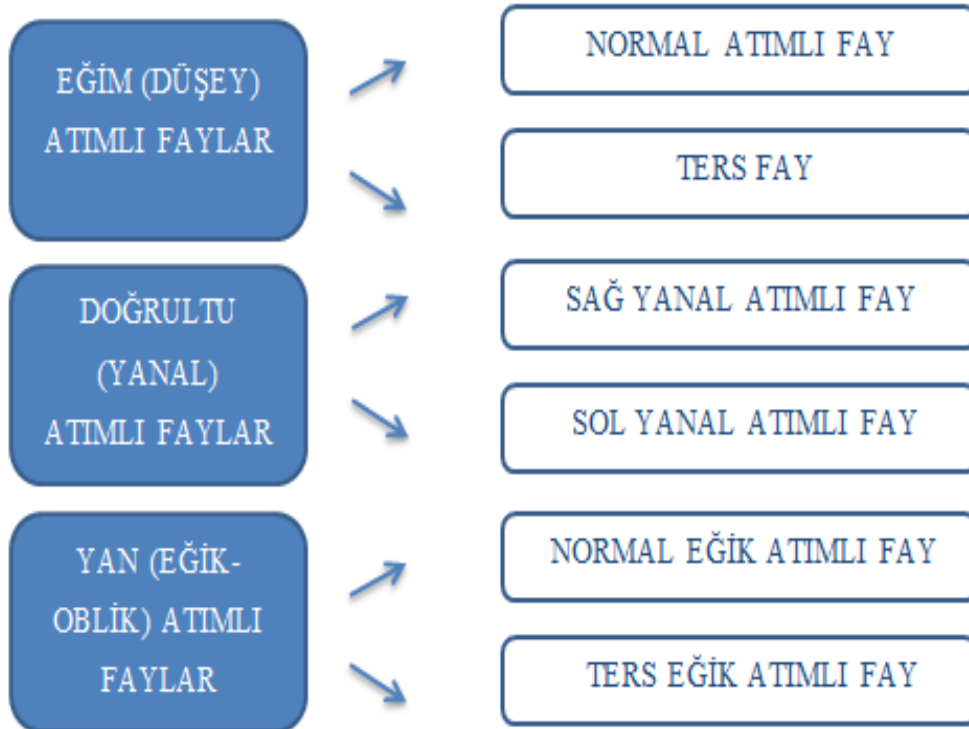 EĞİM (DÜŞEY)
ATIMLI FAYLAR
NORMAL ATIMLI FAY
TERS FAY
DOĞRULTU
(YANAL)
ATIMLI FAYLAR
SAĞ YANAL ATIMLI FAY
SOL YANAL ATIMLI FAY
YAN (EĞİK-
OBLİK) ATIMLI
FAYLAR
NORMAL EĞİK ATIMLI FAY
TERS EĞİK ATIMLI FAY